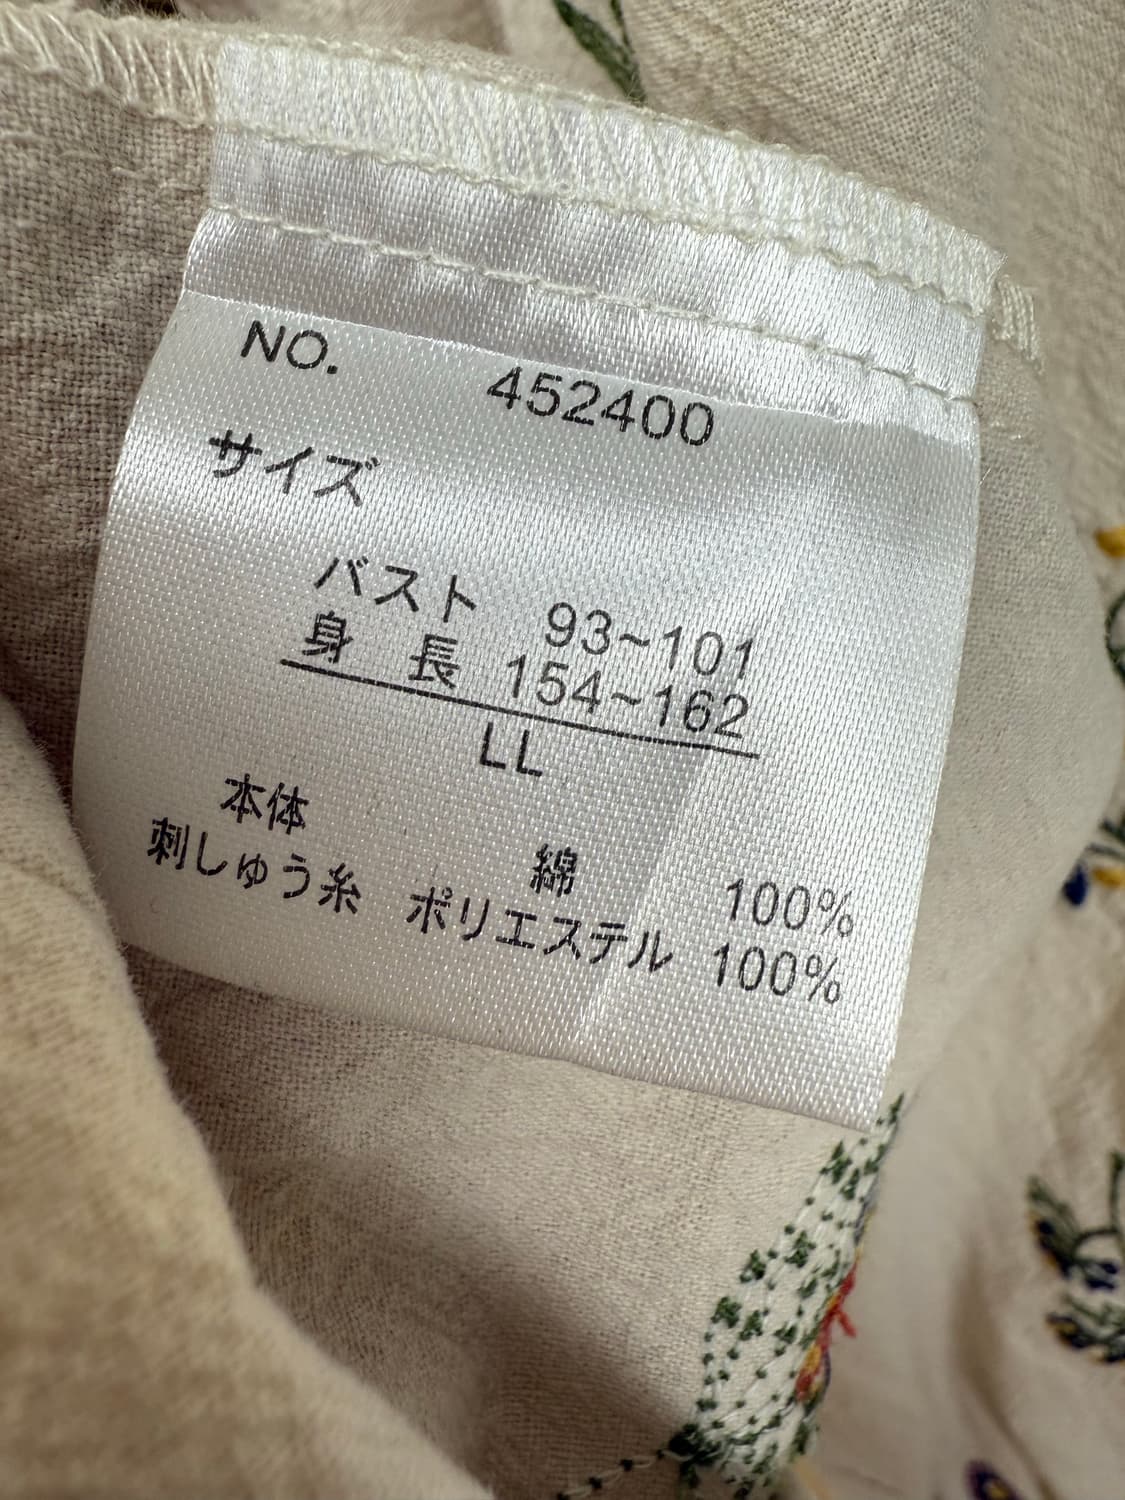 NO. 452400
サイズ
バスト 93~101
身 長 154~162
LL
本体 綿 100%
刺しゅう糸 ポリエステル 100%